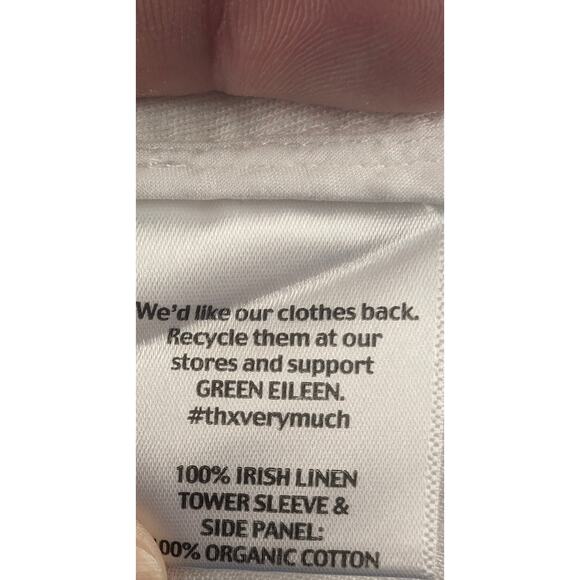 We'd like our clothes back.
Recycle them at our
stores and support
GREEN EILEEN.
#thxverymuch
100% IRISH LINEN
TOWER SLEEVE &
SIDE PANEL:
100% ORGANIC COTTON